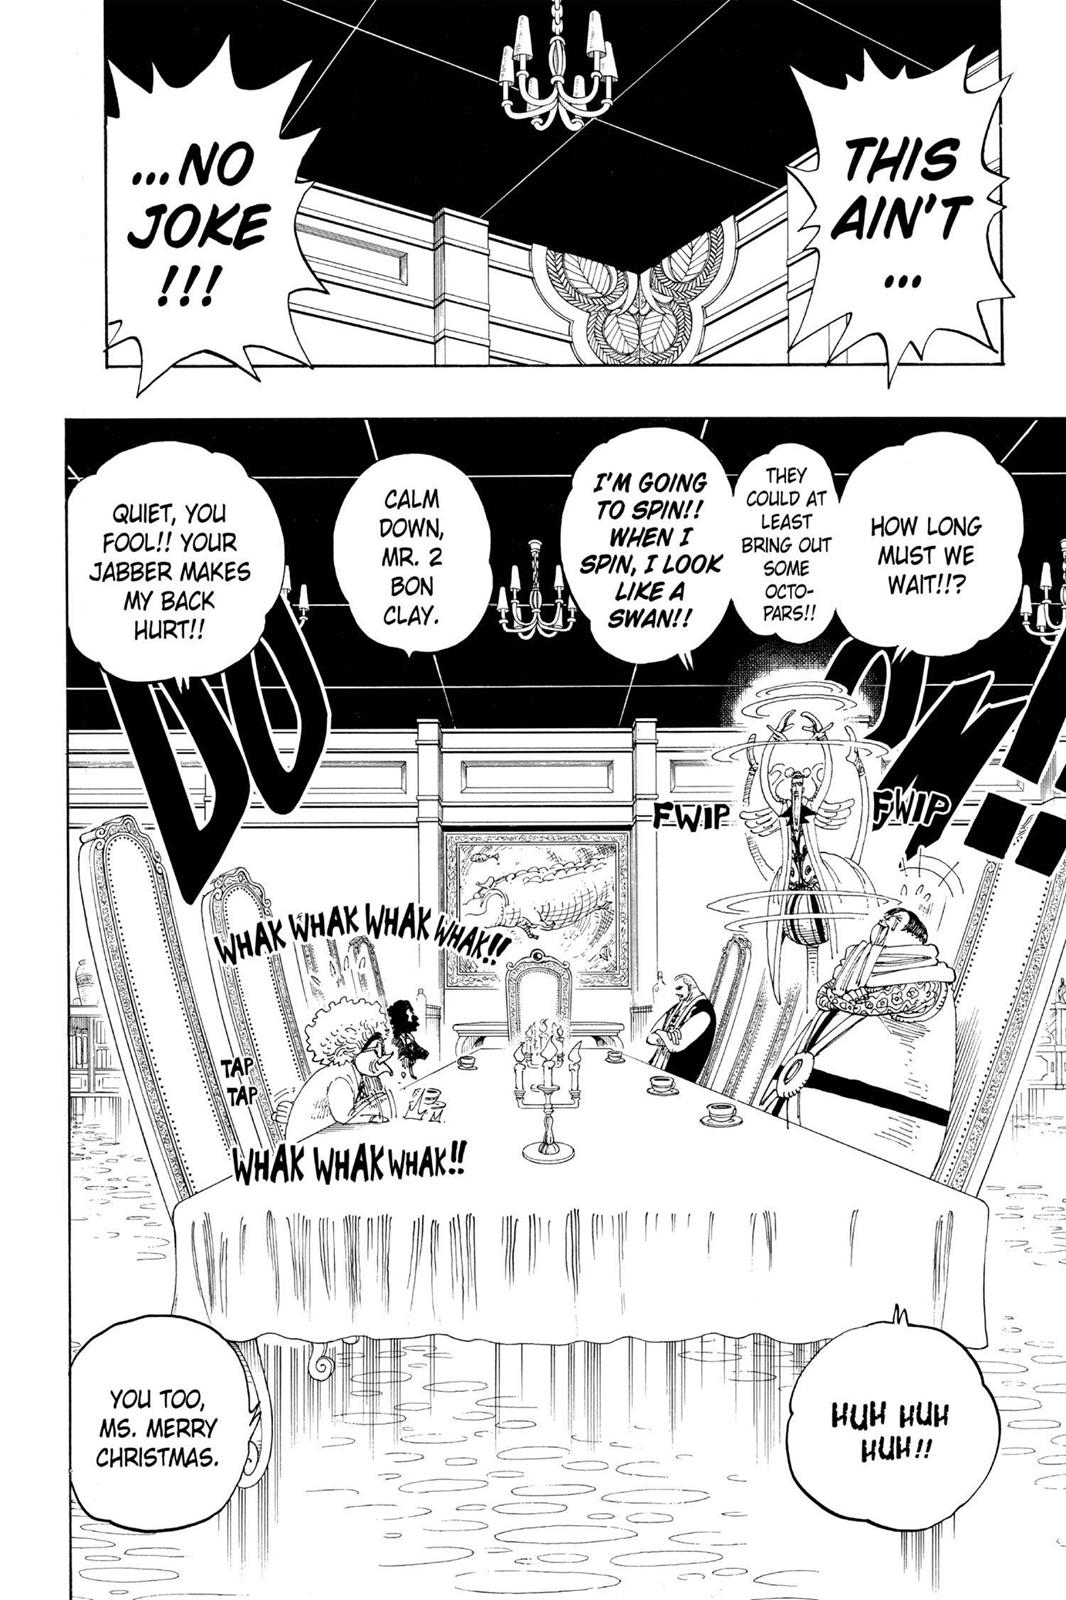 THIS
AIN'T
...
...NO
JOKE
!!!
HOW LONG
MUST WE
WAIT!!?
THEY
COULD AT
LEAST
BRING OUT
SOME
OCTO-
PARS!!
I'M GOING
TO SPIN!!
WHEN I
SPIN, I LOOK
LIKE A
SWAN!!
CALM
DOWN,
MR. 2
BON
CLAY.
QUIET, YOU
FOOL!! YOUR
JABBER MAKES
MY BACK
HURT!!
FWIP
FWIP
WHAK WHAK WHAK WHAK WHAK!!
TAP
TAP
WHAK WHAK WHAK!!
HUH HUH
HUH!!
YOU TOO,
MS. MERRY
CHRISTMAS.